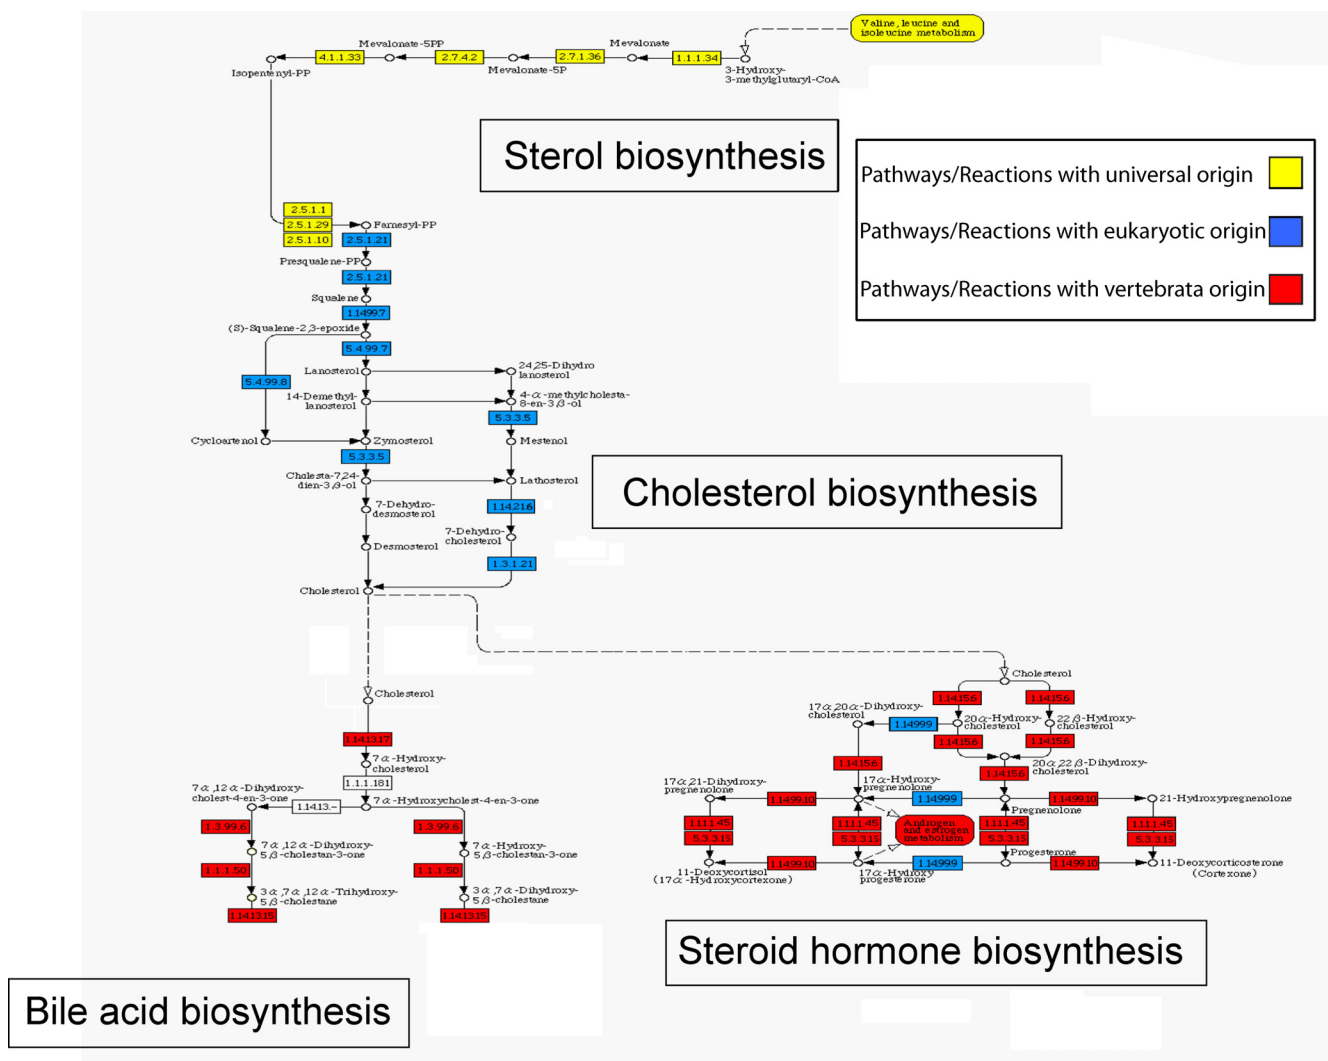 Valine, leucine and
isoleucine metabolism
Mevalonate-5PP
Mevalonate
4.1.1.33
2.7.4.2
2.7.1.36
1.1.1.34
Isopentenyl-PP
Mevalonate-5P
3-Hydroxy-
3-methylglutaryl-CoA
Sterol biosynthesis
Pathways/Reactions with universal origin
Pathways/Reactions with eukaryotic origin
Pathways/Reactions with vertebrata origin
2.5.1.1
2.5.1.29
2.5.1.10
Farnesyl-PP
2.5.1.21
Presqualene-PP
2.5.1.21
Squalene
1.1499.7
(S)-Squalene-2,3-epoxide
5.4.99.7
5.4.99.8
Lanosterol
24,25-Dihydro
lanosterol
14-Demethyl-
lanosterol
4-α-methylcholesta-
8-en-3β-ol
5.3.3.5
Cycloartenol
Zymosterol
Mestenol
5.3.3.5
Cholesta-7,24-
dien-3β-ol
Lathosterol
Cholesterol biosynthesis
7-Dehydro-
desmosterol
1.14.21.6
7-Dehydro-
cholesterol
Desmosterol
1.3.1.21
Cholesterol
Cholesterol
1.14.13.17
7α-Hydroxy-
cholesterol
1.1.1.181
7α,12α-Dihydroxy-
cholest-4-en-3-one
1.14.13.-
7α-Hydroxycholest-4-en-3-one
1.3.99.6
1.3.99.6
7α,12α-Dihydroxy-
5β-cholestan-3-one
7α-Hydroxy-
5β-cholestan-3-one
1.1.1.50
1.1.1.50
3α,7α,12α-Trihydroxy-
5β-cholestane
3α,7α-Dihydroxy-
5β-cholestane
1.14.13.15
1.14.13.15
Bile acid biosynthesis
Cholesterol
1.14.15.6
1.14.15.6
17α,20α-Dihydroxy-
cholesterol
1.14999
20α-Hydroxy-
cholesterol
22β-Hydroxy-
cholesterol
1.14.15.6
1.14.15.6
1.14.15.6
20α,22β-Dihydroxy-
cholesterol
1.14.15.6
17α,21-Dihydroxy-
pregnenolone
17α-Hydroxy-
pregnenolone
1.14.99.10
1.14999
Pregnenolone
1.14.99.10
21-Hydroxypregnenolone
1.1.1.145
5.3.3.15
1.1.1.145
5.3.3.15
Androgen
and estrogen
metabolism
1.1.1.145
5.3.3.15
1.1.1.145
5.3.3.15
1.14.99.10
1.14999
Progesterone
1.14.99.10
11-Deoxycortisol
(17α-Hydroxycortexone)
17α-Hydroxy
progesterone
11-Deoxycorticosterone
(Cortexone)
Steroid hormone biosynthesis